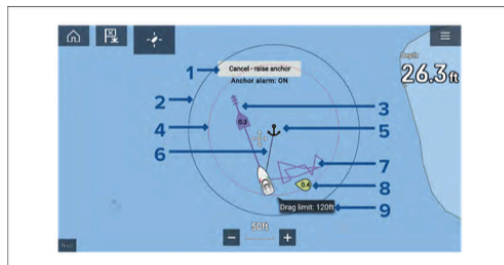 Depth
26.3ft
1
Cancel - raise anchor
Anchor alarm: ON
2
3
4
0.3
5
6
7
0.4
8
Drag limit: 120ft
9
50ft